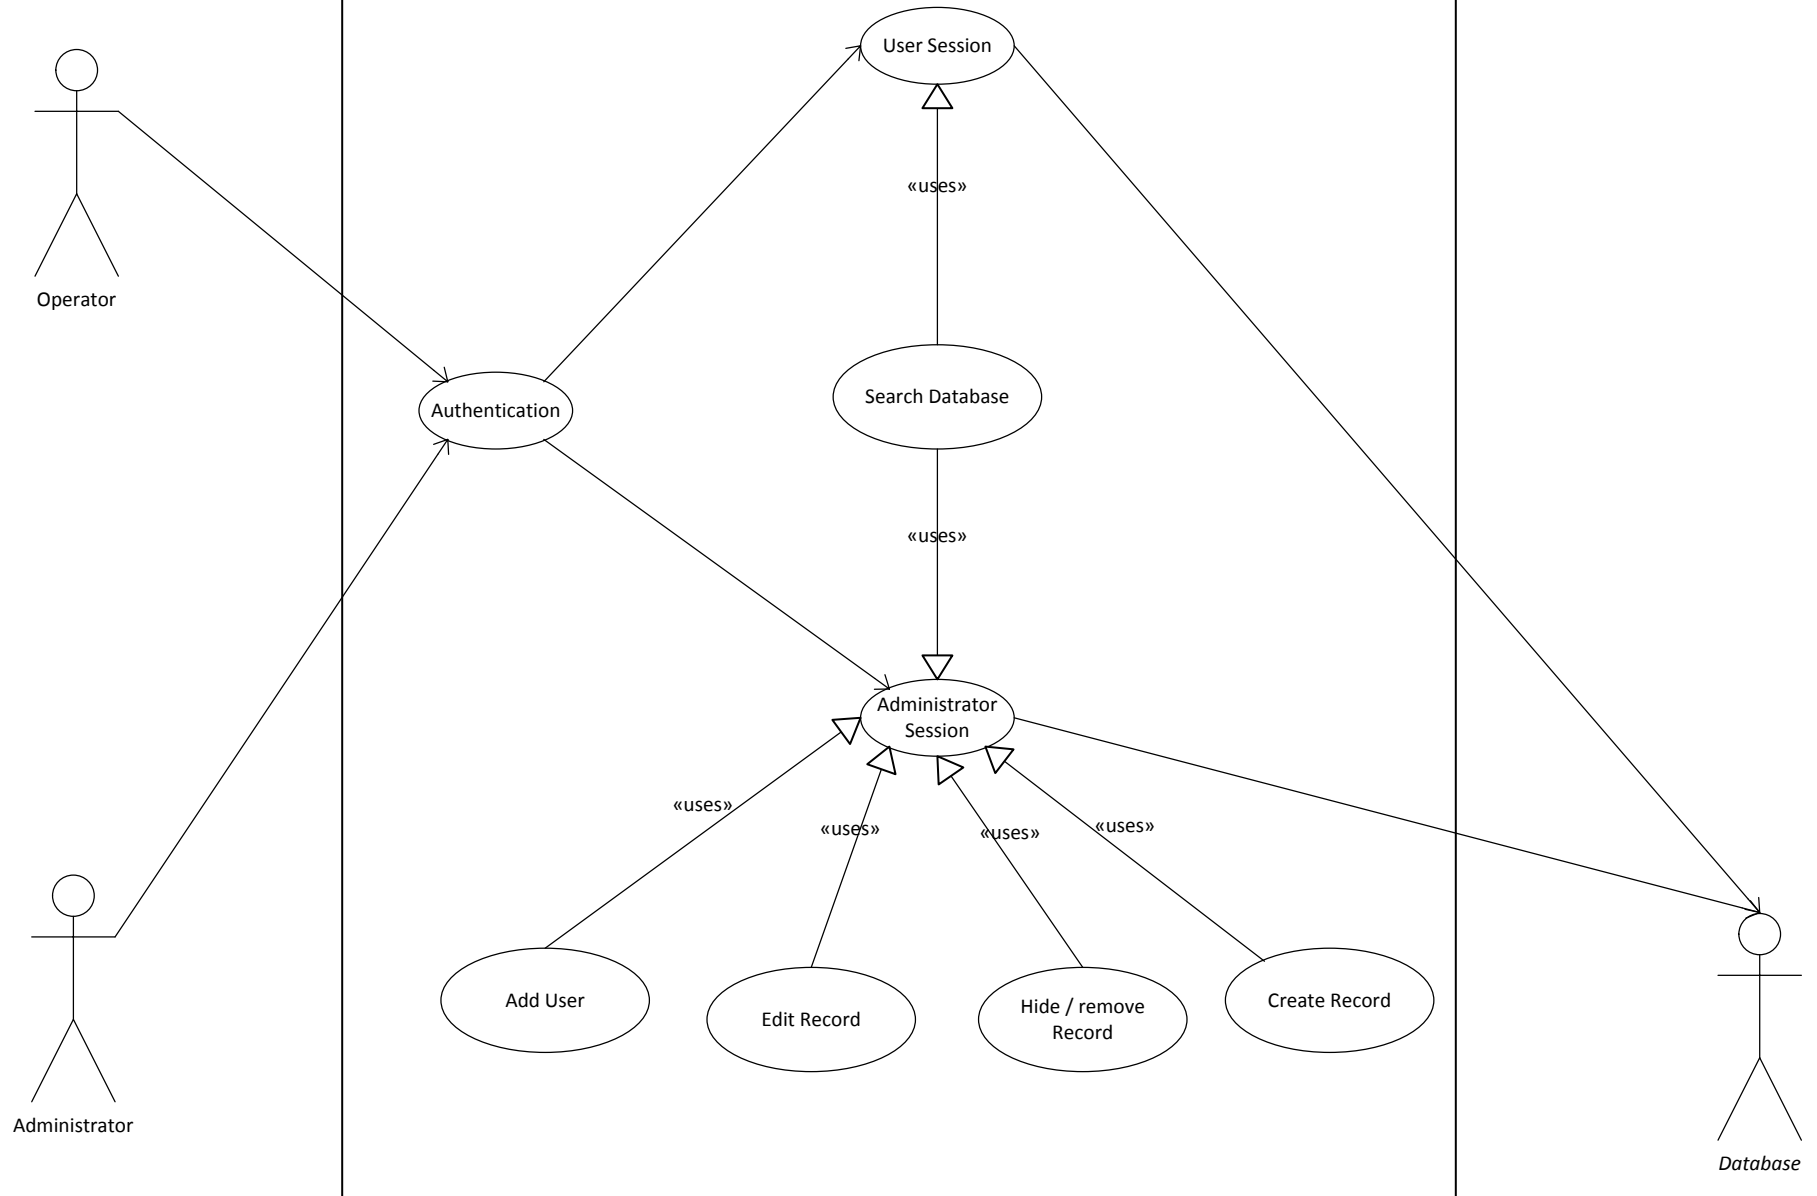 User Session
«uses»
Operator
Search Database
Authentication
«uses»
Administrator
Session
«uses»
«uses»
«uses»
«uses»
Add User
Edit Record
Hide / remove
Record
Create Record
Administrator
Database